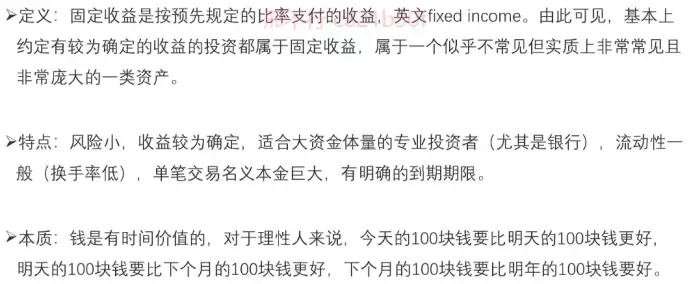 ➢定义：固定收益是按预先规定的比率支付的收益，英文fixed income。由此可见，基本上
约定有较为确定的收益的投资都属于固定收益，属于一个似乎不常见但实质上非常常见且
非常庞大的一类资产。
➢特点：风险小，收益较为确定，适合大资金体量的专业投资者（尤其是银行），流动性一
般（换手率低），单笔交易名义本金巨大，有明确的到期期限。
➢本质：钱是有时间价值的，对于理性人来说，今天的100块钱要比明天的100块钱更好，
明天的100块钱要比下个月的100块钱更好，下个月的100块钱要比明年的100块钱要好。